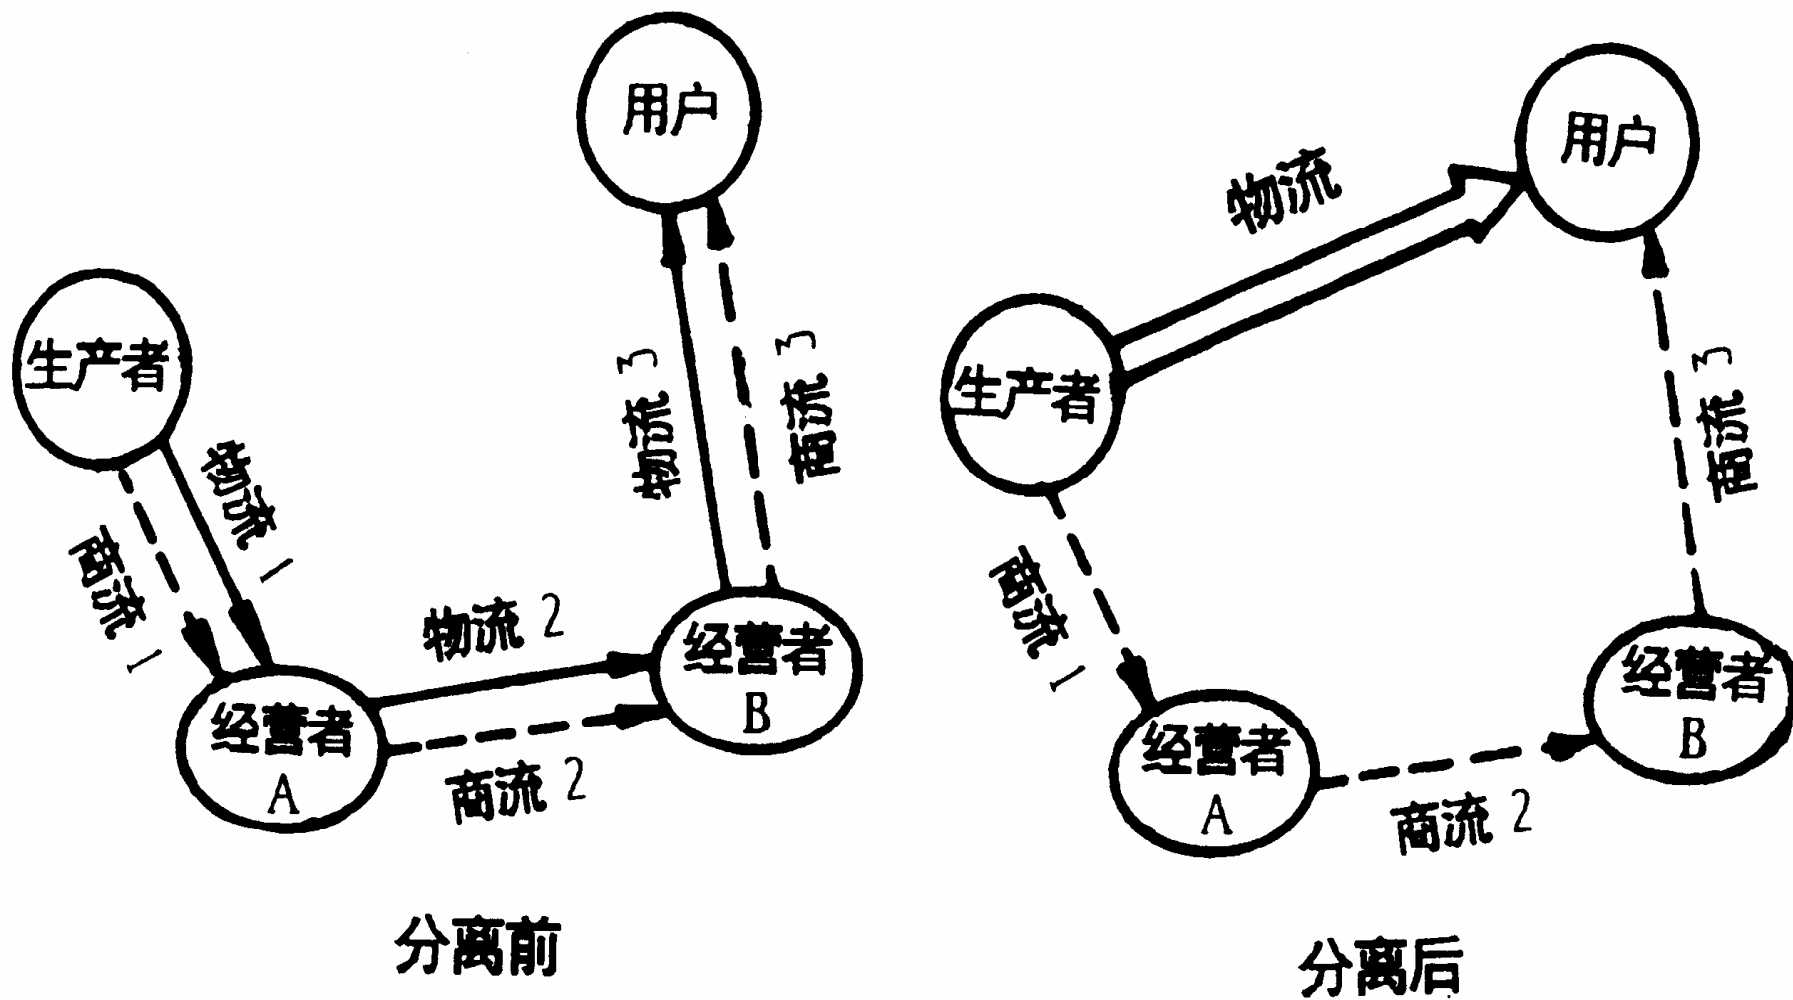 用户
生产者
物流 1
商流 1
物流 3
商流 3
物流 2
经营者
B
经营者
A
商流 2
分离前
用户
物流
生产者
商流 3
商流 1
经营者
B
经营者
A
商流 2
分离后